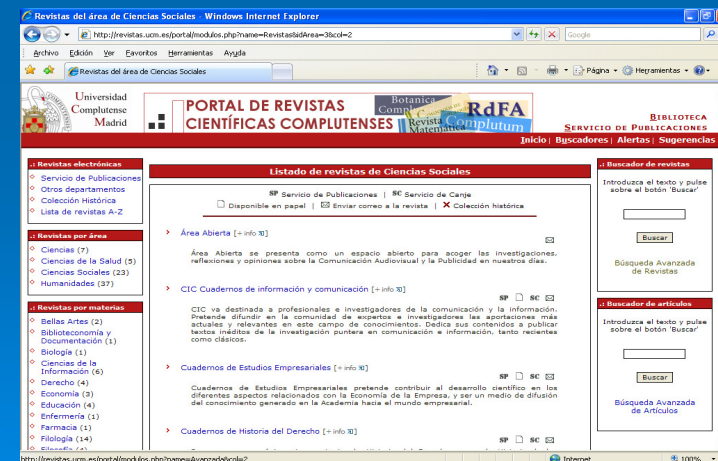 Revistas del área de Ciencias Sociales - Windows Internet Explorer
http://revistas.ucm.es/portal/modulos.php?name=Revistas&idArea=3&col=2
Google
Archivo Edición Ver Favoritos Herramientas Ayuda
Revistas del área de Ciencias Sociales
Página Herramientas
Universidad
Complutense
Madrid
PORTAL DE REVISTAS
CIENTÍFICAS COMPLUTENSES
Botanica
RdFA
Revista Complutum
Matemática
BIBLIOTECA
SERVICIO DE PUBLICACIONES
Inicio | Buscadores | Alertas | Sugerencias
.: Revistas electrónicas
Servicio de Publicaciones
Otros departamentos
Colección Histórica
Lista de revistas A-Z
.: Revistas por área
Ciencias (7)
Ciencias de la Salud (5)
Ciencias Sociales (23)
Humanidades (37)
.: Revistas por materias
Bellas Artes (2)
Biblioteconomía y
Documentación (1)
Biología (1)
Ciencias de la
Información (6)
Derecho (4)
Economía (3)
Educación (4)
Enfermería (1)
Farmacia (1)
Filología (14)
Filosofía (4)
Listado de revistas de Ciencias Sociales
SP Servicio de Publicaciones | SC Servicio de Canje
Disponible en papel | Enviar correo a la revista | Colección histórica
Área Abierta [+ info]
Área Abierta se presenta como un espacio abierto para acoger las investigaciones,
reflexiones y opiniones sobre la Comunicación Audiovisual y la Publicidad en nuestros días.
CIC Cuadernos de información y comunicación [+ info]
SP SC
CIC va destinada a profesionales e investigadores de la comunicación y la información.
Pretende difundir en la comunidad de expertos e investigadores las aportaciones más
actuales y relevantes en este campo de conocimientos. Dedica sus contenidos a publicar
textos inéditos de la investigación puntera en comunicación e información, tanto recientes
como clásicos.
Cuadernos de Estudios Empresariales [+ info]
SP SC
Cuadernos de Estudios Empresariales pretende contribuir al desarrollo científico en los
diferentes aspectos relacionados con la Economía de la Empresa, y ser un medio de difusión
del conocimiento generado en la Academia hacia el mundo empresarial.
Cuadernos de Historia del Derecho [+ info]
SP SC
.: Buscador de revistas
Introduzca el texto y pulse
sobre el botón 'Buscar'
Buscar
Búsqueda Avanzada
de Revistas
.: Buscador de artículos
Introduzca el texto y pulse
sobre el botón 'Buscar'
Buscar
Búsqueda Avanzada
de Artículos
http://revistas.ucm.es/portal/modulos.php?name=Avanzada&col=2
Internet
100%